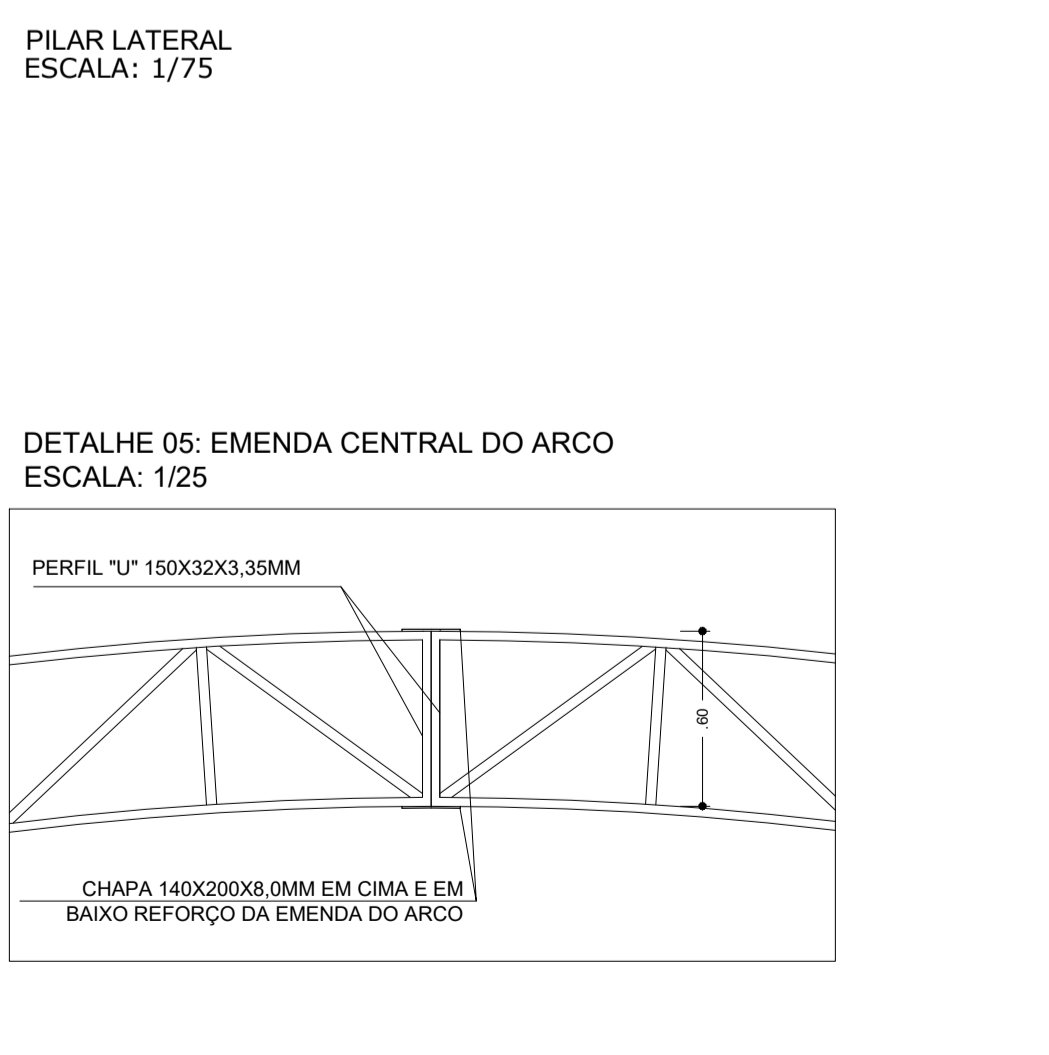 PILAR LATERAL
ESCALA: 1/75
DETALHE 05: EMENDA CENTRAL DO ARCO
ESCALA: 1/25
PERFIL "U" 150X32X3,35MM
.60
CHAPA 140X200X8,0MM EM CIMA E EM
BAIXO REFORÇO DA EMENDA DO ARCO